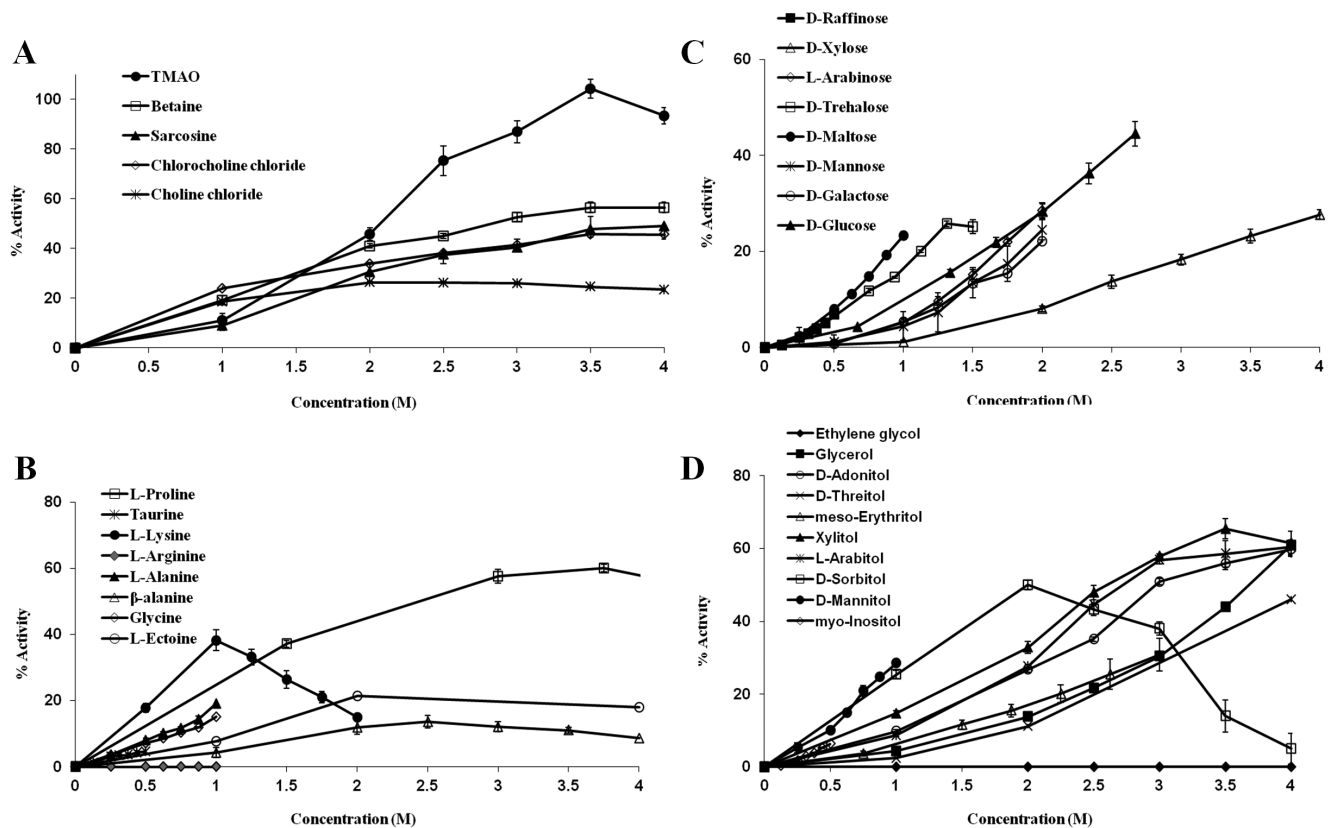 A
TMAO
Betaine
Sarcosine
Chlorocholine chloride
Choline chloride
% Activity
100
80
60
40
20
0
0 0.5 1 1.5 2 2.5 3 3.5 4
Concentration (M)
B
L-Proline
Taurine
L-Lysine
L-Arginine
L-Alanine
β-alanine
Glycine
L-Ectoine
% Activity
80
60
40
20
0
0 0.5 1 1.5 2 2.5 3 3.5 4
Concentration (M)
C
D-Raffinose
D-Xylose
L-Arabinose
D-Trehalose
D-Maltose
D-Mannose
D-Galactose
D-Glucose
% Activity
60
40
20
0
0 0.5 1 1.5 2 2.5 3 3.5 4
Concentration (M)
D
Ethylene glycol
Glycerol
D-Adonitol
D-Threitol
meso-Erythritol
Xylitol
L-Arabitol
D-Sorbitol
D-Mannitol
myo-Inositol
% Activity
80
60
40
20
0
0 0.5 1 1.5 2 2.5 3 3.5 4
Concentration (M)